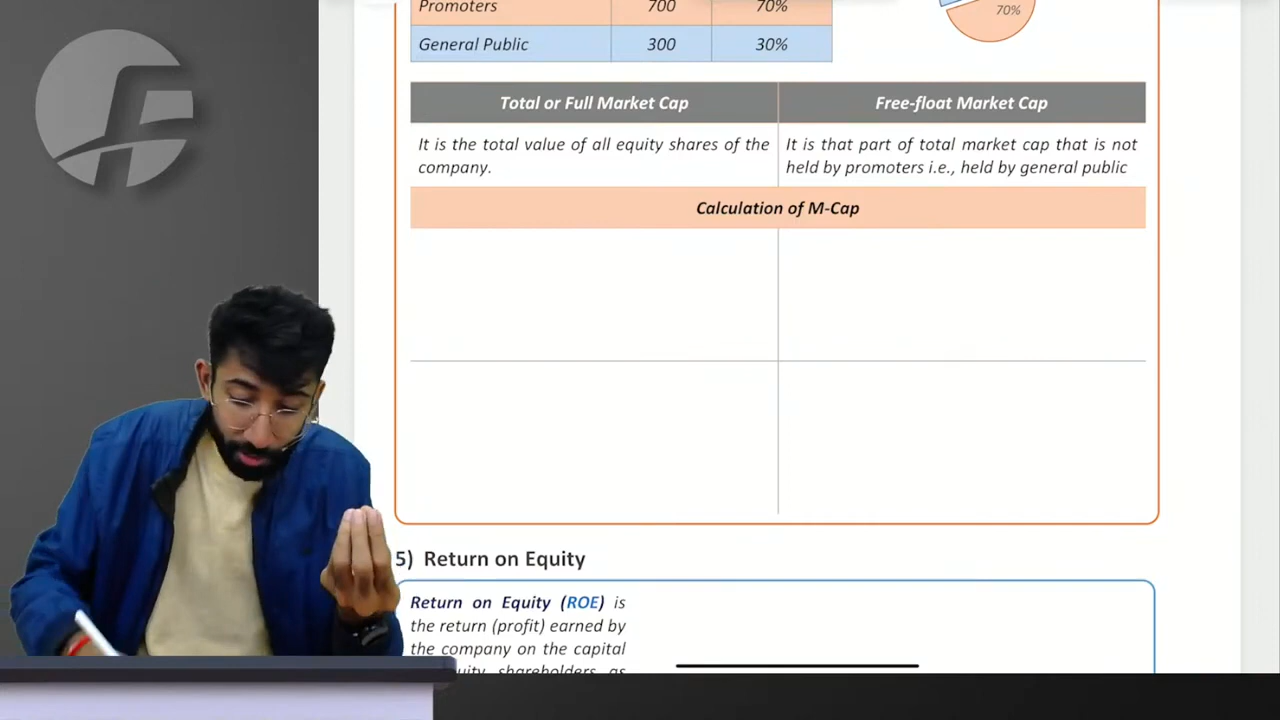 Promoters 700 70%
70%
General Public 300 30%
Total or Full Market Cap Free-float Market Cap
It is the total value of all equity shares of the It is that part of total market cap that is not
company. held by promoters i.e., held by general public
Calculation of M-Cap
5) Return on Equity
Return on Equity (ROE) is
the return (profit) earned by
the company on the capital
equity shareholders as